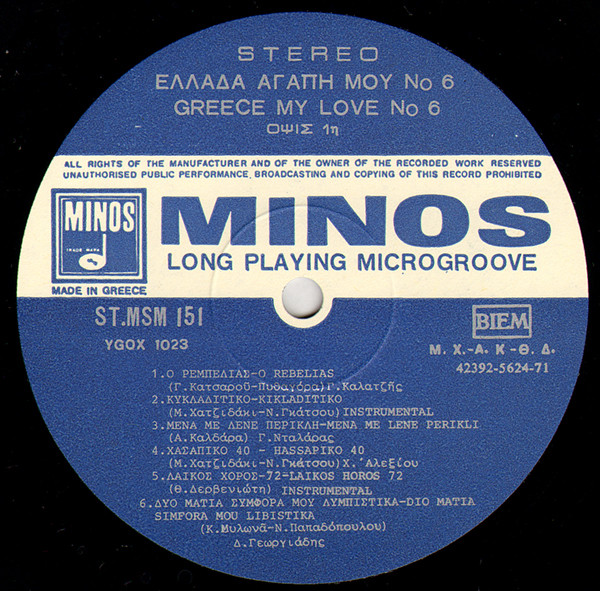 STEREO
ΕΛΛΑΔΑ ΑΓΑΠΗ ΜΟΥ Νο 6
GREECE MY LOVE No 6
ΟΨΙΣ 1η
ALL RIGHTS OF THE MANUFACTURER AND OF THE OWNER OF THE RECORDED WORK RESERVED
UNAUTHORISED PUBLIC PERFORMANCE, BROADCASTING AND COPYING OF THIS RECORD PROHIBITED
MINOS
TRADE MARK
MADE IN GREECE
MINOS
LONG PLAYING MICROGROOVE
ST.MSM 151
YGOX 1023
BIEM
Μ. Χ.-Α. Κ-Θ. Δ.
42392-5624-71
1.Ο ΡΕΜΠΕΛΙΑΣ-O REBELIAS
(Γ.Κατσαρού-Πυθαγόρα)Γ.Καλατζής
2.ΚΥΚΛΑΔΙΤΙΚΟ-KIKLADITIKO
(Μ.Χατζιδάκι-Ν.Γκάτσου)INSTRUMENTAL
3.ΜΕΝΑ ΜΕ ΛΕΝΕ ΠΕΡΙΚΛΗ-MENA ME LENE PERIKLI
(Α.Καλδάρα) Γ.Νταλάρας
4.ΧΑΣΑΠΙΚΟ 40 - HASSAPIKO 40
(Μ.Χατζιδάκι-Ν.Γκάτσου) Χ.'Αλεξίου
5.ΛΑΙΚΟΣ ΧΟΡΟΣ-72-LAIKOS HOROS 72
(Θ.Δερβενιώτη) INSTRUMENTAL
6.ΔΥΟ ΜΑΤΙΑ ΣΥΜΦΟΡΑ ΜΟΥ ΛΥΜΠΙΣΤΙΚΑ-DIO MATIA
SIMFORA MOU LIBISTIKA
(Κ.Μυλωνᾶ-Ν.Παπαδόπουλου)
Δ.Γεωργιάδης